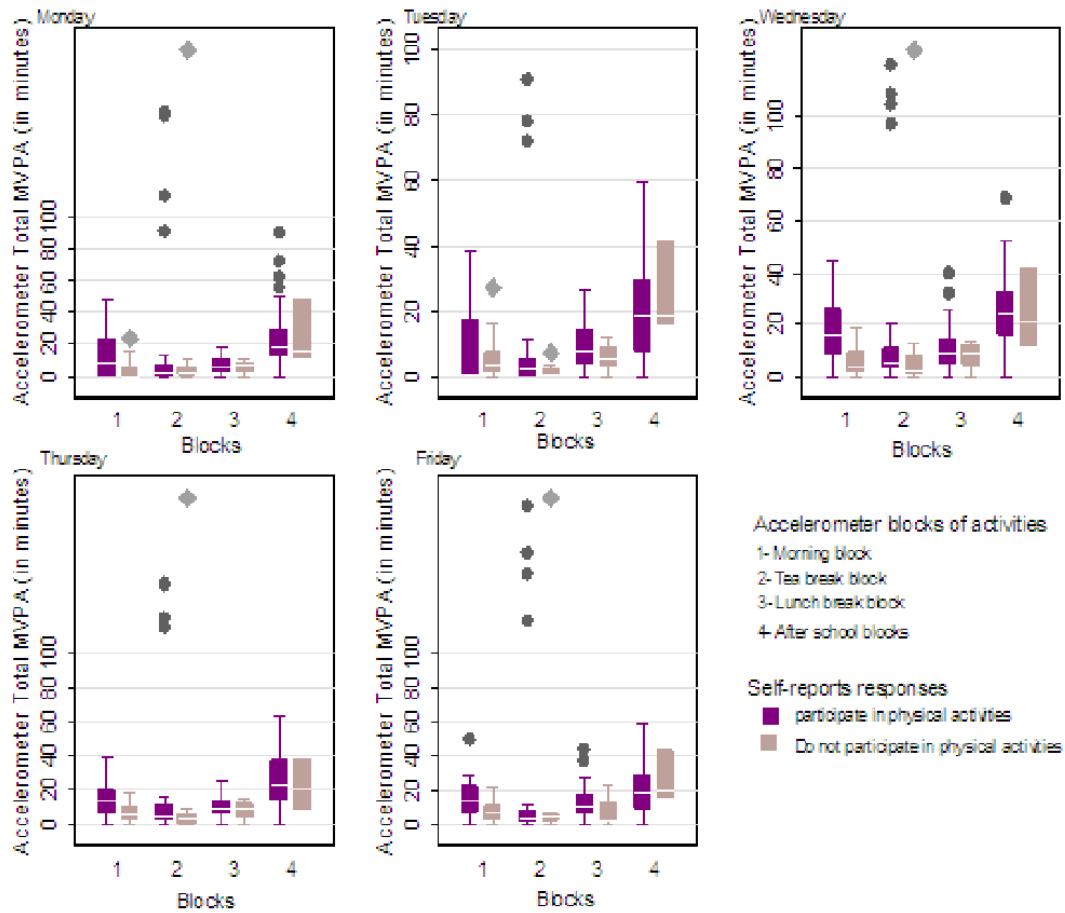 Monday
Accelerometer Total MVPA (in minutes)
0 20 40 60 80 100
1 2 3 4
Blocks
Tuesday
Accelerometer Total MVPA (in minutes)
0 20 40 60 80 100
1 2 3 4
Blocks
Wednesday
Accelerometer Total MVPA (in minutes)
0 20 40 60 80 100
1 2 3 4
Blocks
Thursday
Accelerometer Total MVPA (in minutes)
0 20 40 60 80 100
1 2 3 4
Blocks
Friday
Accelerometer Total MVPA (in minutes)
0 20 40 60 80 100
1 2 3 4
Blocks
Accelerometer blocks of activities
1- Morning block
2- Tea break block
3- Lunch break block
4- After school blocks
Self-reports responses
participate in physical activities
Do not participate in physical activities